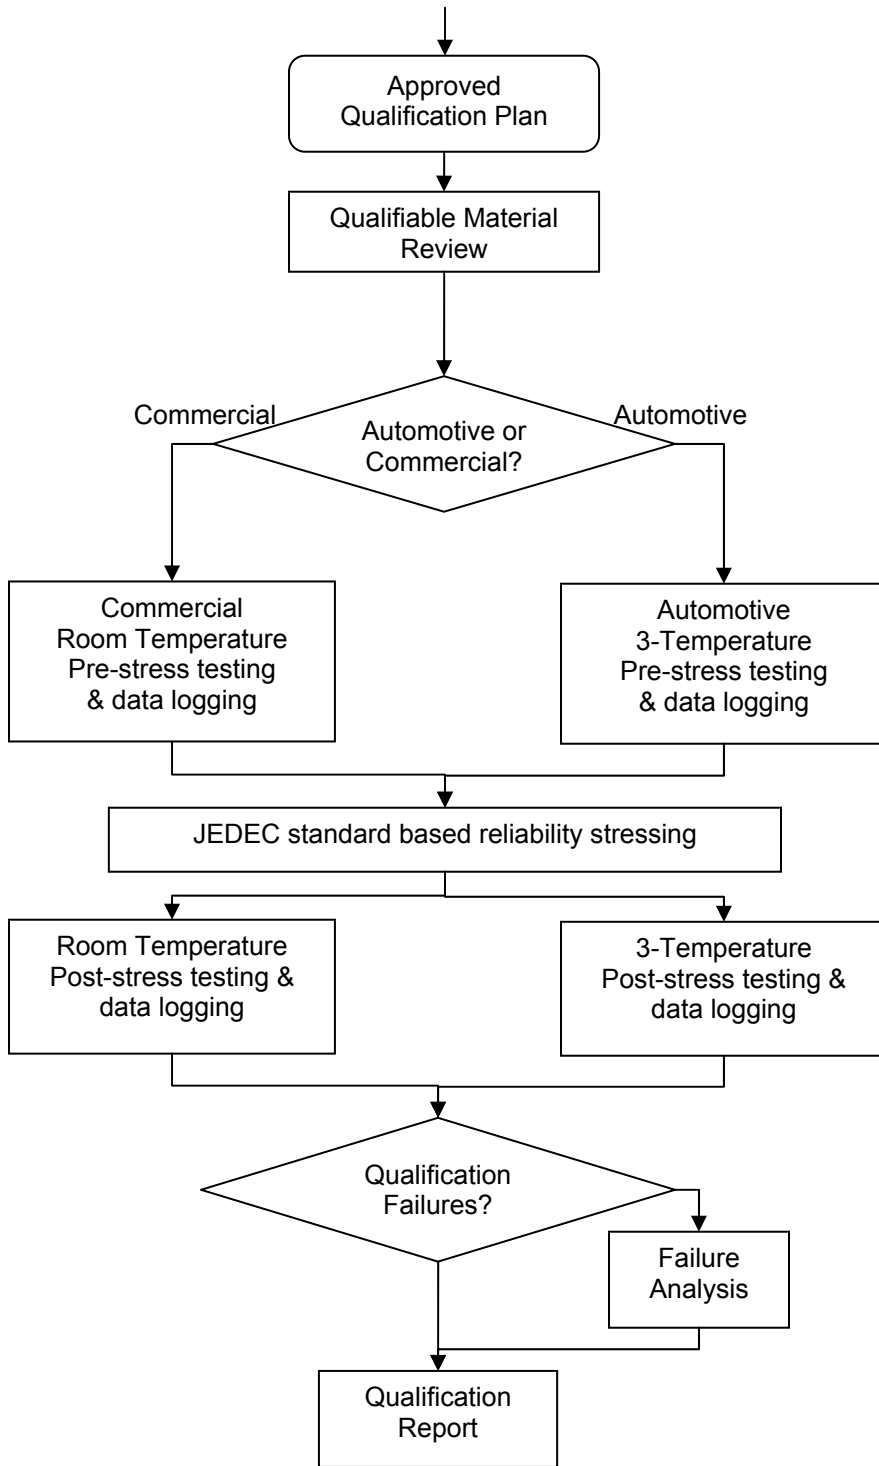 Approved
Qualification Plan
Qualifiable Material
Review
Commercial
Automotive
Automotive or
Commercial?
Commercial
Room Temperature
Pre-stress testing
& data logging
Automotive
3-Temperature
Pre-stress testing
& data logging
JEDEC standard based reliability stressing
Room Temperature
Post-stress testing &
data logging
3-Temperature
Post-stress testing &
data logging
Qualification
Failures?
Failure
Analysis
Qualification
Report